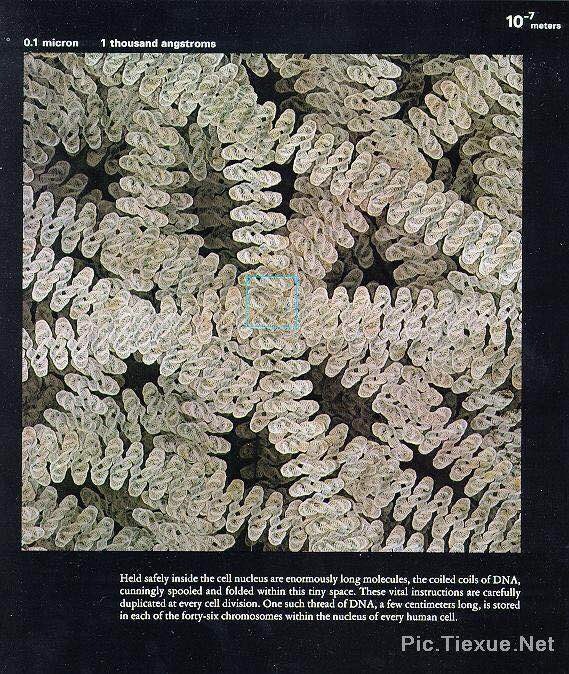 10⁻⁷ meters
0.1 micron 1 thousand angstroms
Held safely inside the cell nucleus are enormously long molecules, the coiled coils of DNA,
cunningly spooled and folded within this tiny space. These vital instructions are carefully
duplicated at every cell division. One such thread of DNA, a few centimeters long, is stored
in each of the forty-six chromosomes within the nucleus of every human cell.
Pic.Tiexue.Net